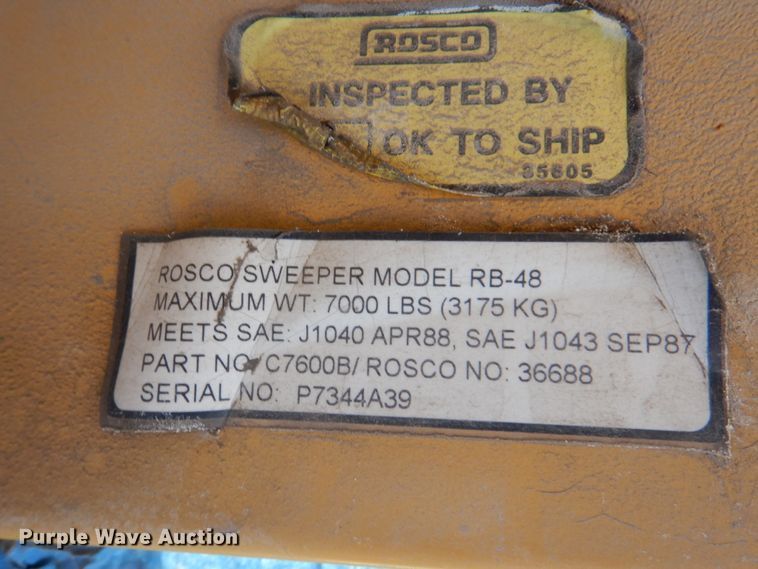 ROSCO
INSPECTED BY
OK TO SHIP
35605
ROSCO SWEEPER MODEL RB-48
MAXIMUM WT: 7000 LBS (3175 KG)
MEETS SAE: J1040 APR88, SAE J1043 SEP87
PART NO/C7600B/ ROSCO NO: 36688
SERIAL NO: P7344A39
Purple Wave Auction®